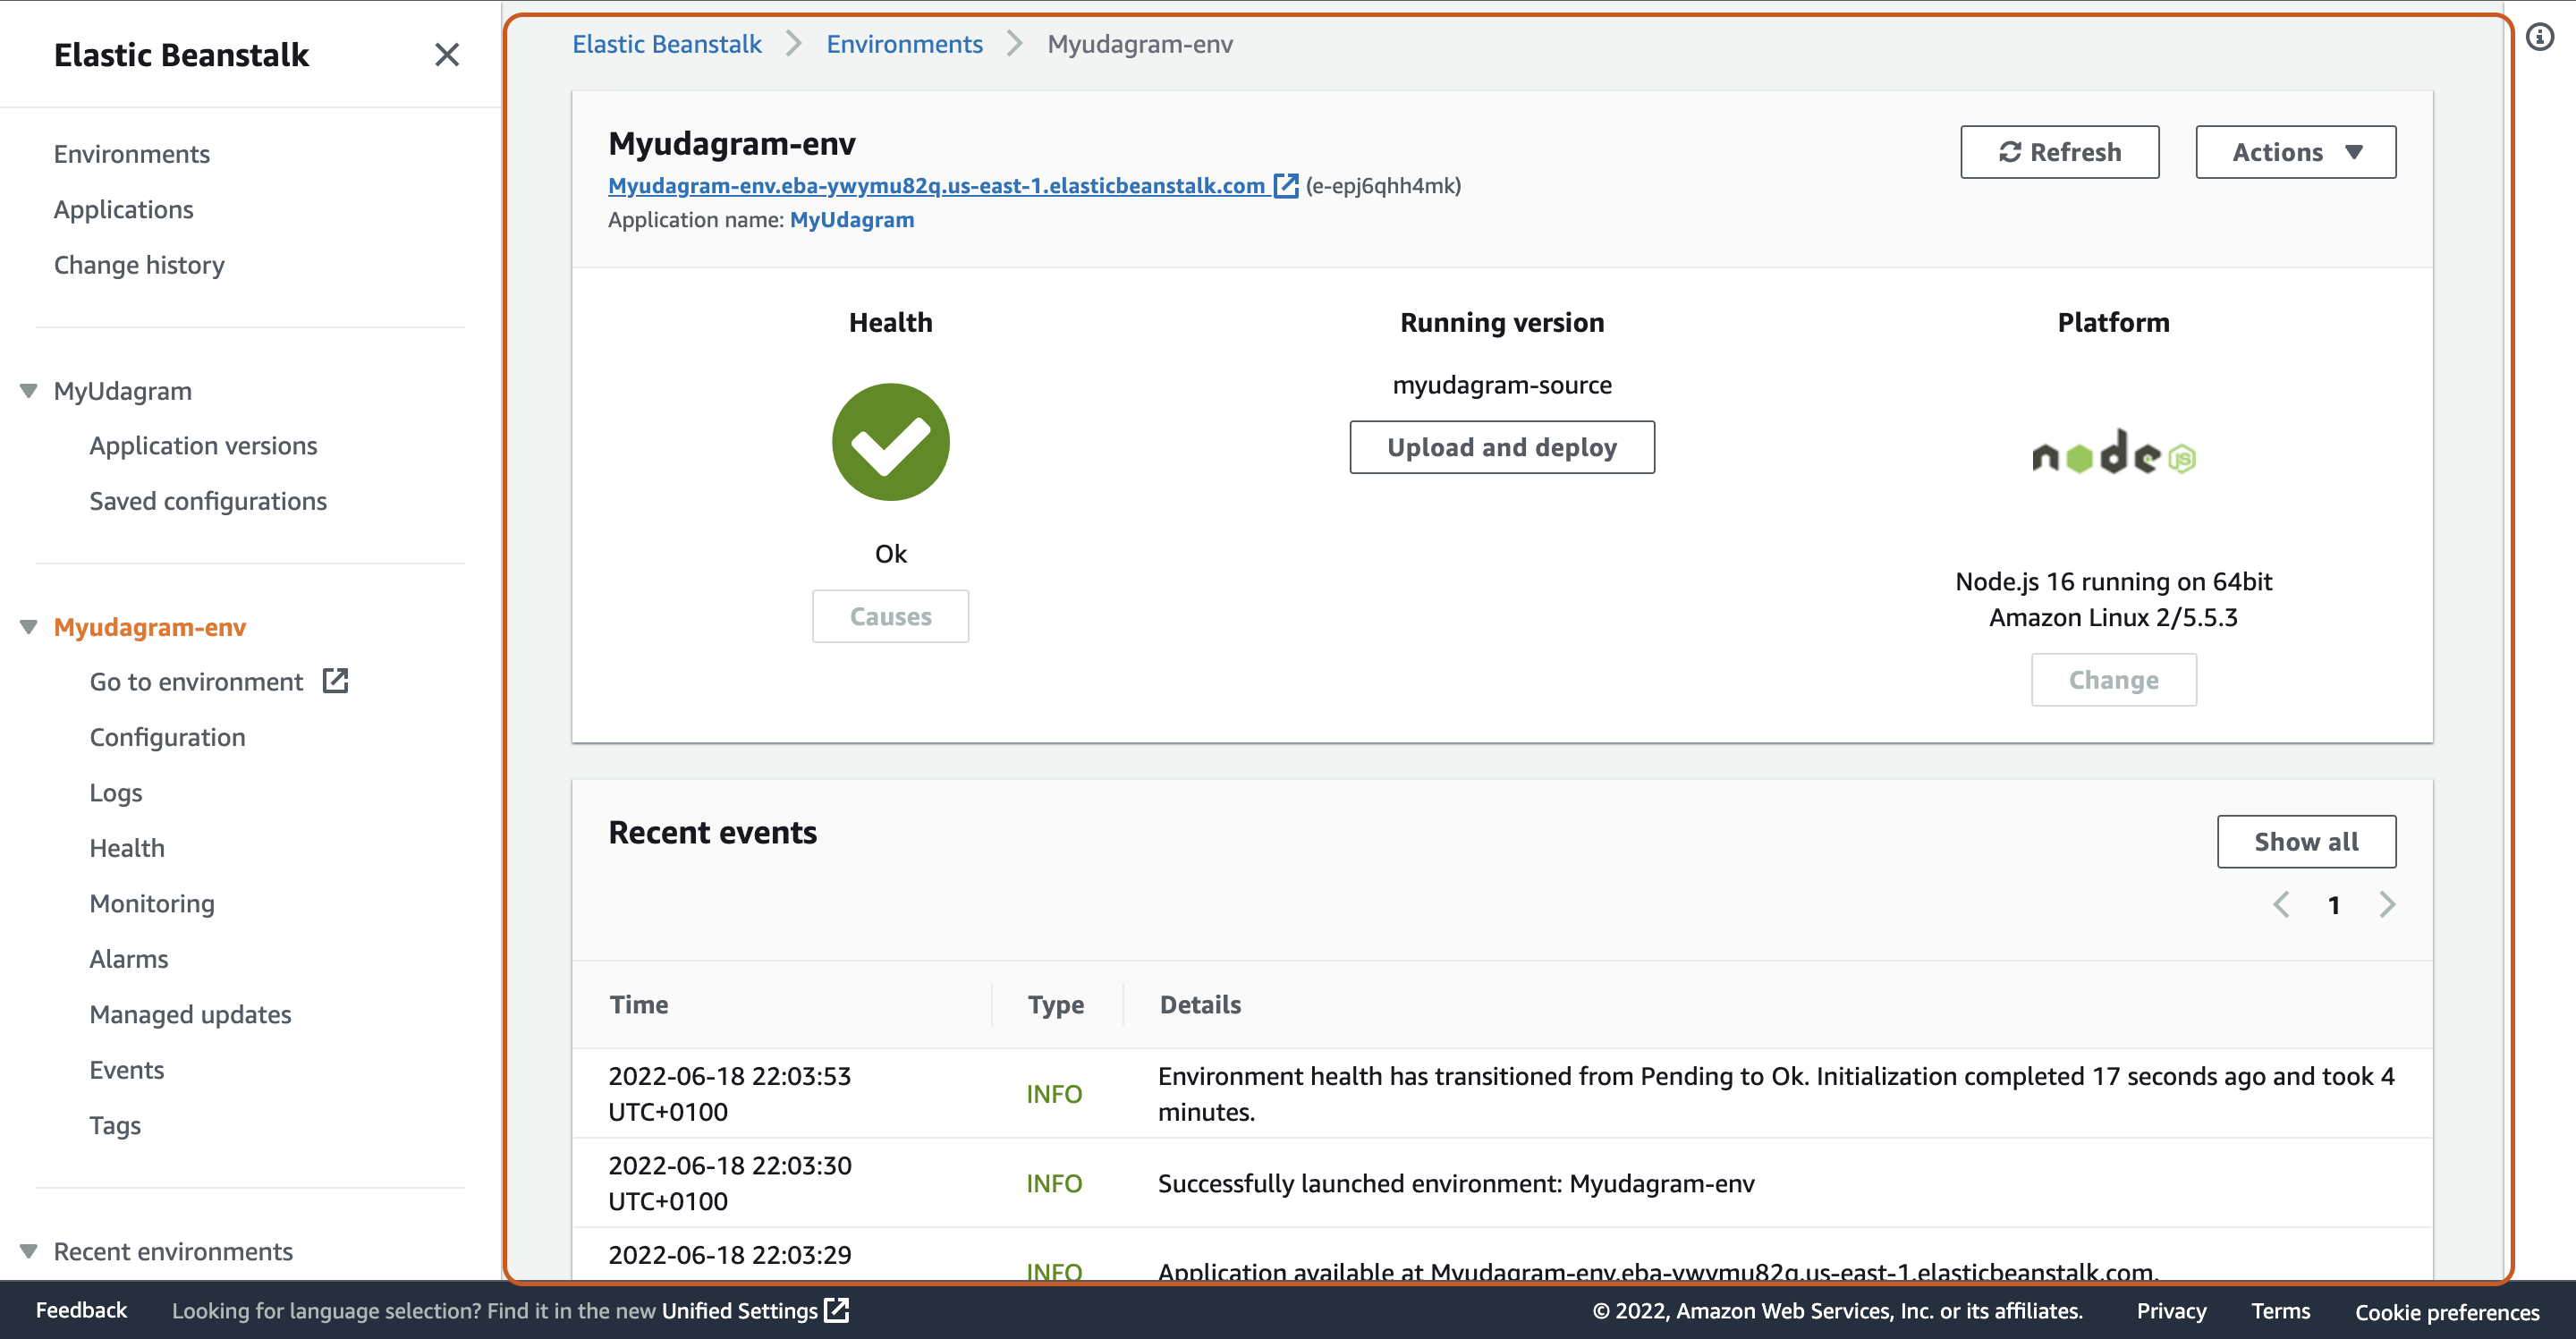 Elastic Beanstalk
Environments
Applications
Change history
MyUdagram
Application versions
Saved configurations
Myudagram-env
Go to environment
Configuration
Logs
Health
Monitoring
Alarms
Managed updates
Events
Tags
Recent environments
Elastic Beanstalk > Environments > Myudagram-env
Myudagram-env
Myudagram-env.eba-ywymu82q.us-east-1.elasticbeanstalk.com (e-epj6qhh4mk)
Application name: MyUdagram
Refresh
Actions
Health
Ok
Causes
Running version
myudagram-source
Upload and deploy
Platform
node JS
Node.js 16 running on 64bit
Amazon Linux 2/5.5.3
Change
Recent events
Show all
1
Time Type Details
2022-06-18 22:03:53
UTC+0100
INFO
Environment health has transitioned from Pending to Ok. Initialization completed 17 seconds ago and took 4
minutes.
2022-06-18 22:03:30
UTC+0100
INFO
Successfully launched environment: Myudagram-env
2022-06-18 22:03:29
INFO
Application available at Myudagram-env.eba-ywymu82q.us-east-1.elasticbeanstalk.com.
Feedback
Looking for language selection? Find it in the new Unified Settings
© 2022, Amazon Web Services, Inc. or its affiliates.
Privacy
Terms
Cookie preferences